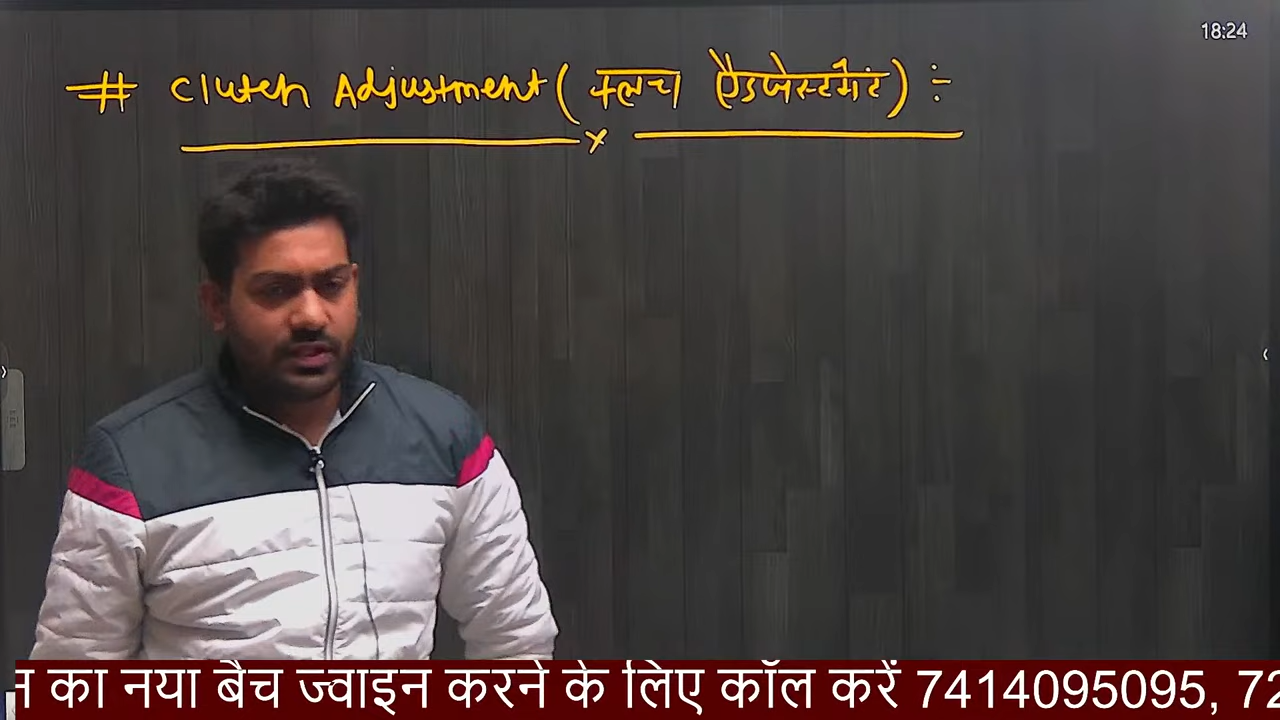 18:24
# Clutch Adjustment (क्लच ऐडजेस्टमेंट) :-
न का नया बैच ज्वाइन करने के लिए कॉल करें 7414095095, 72